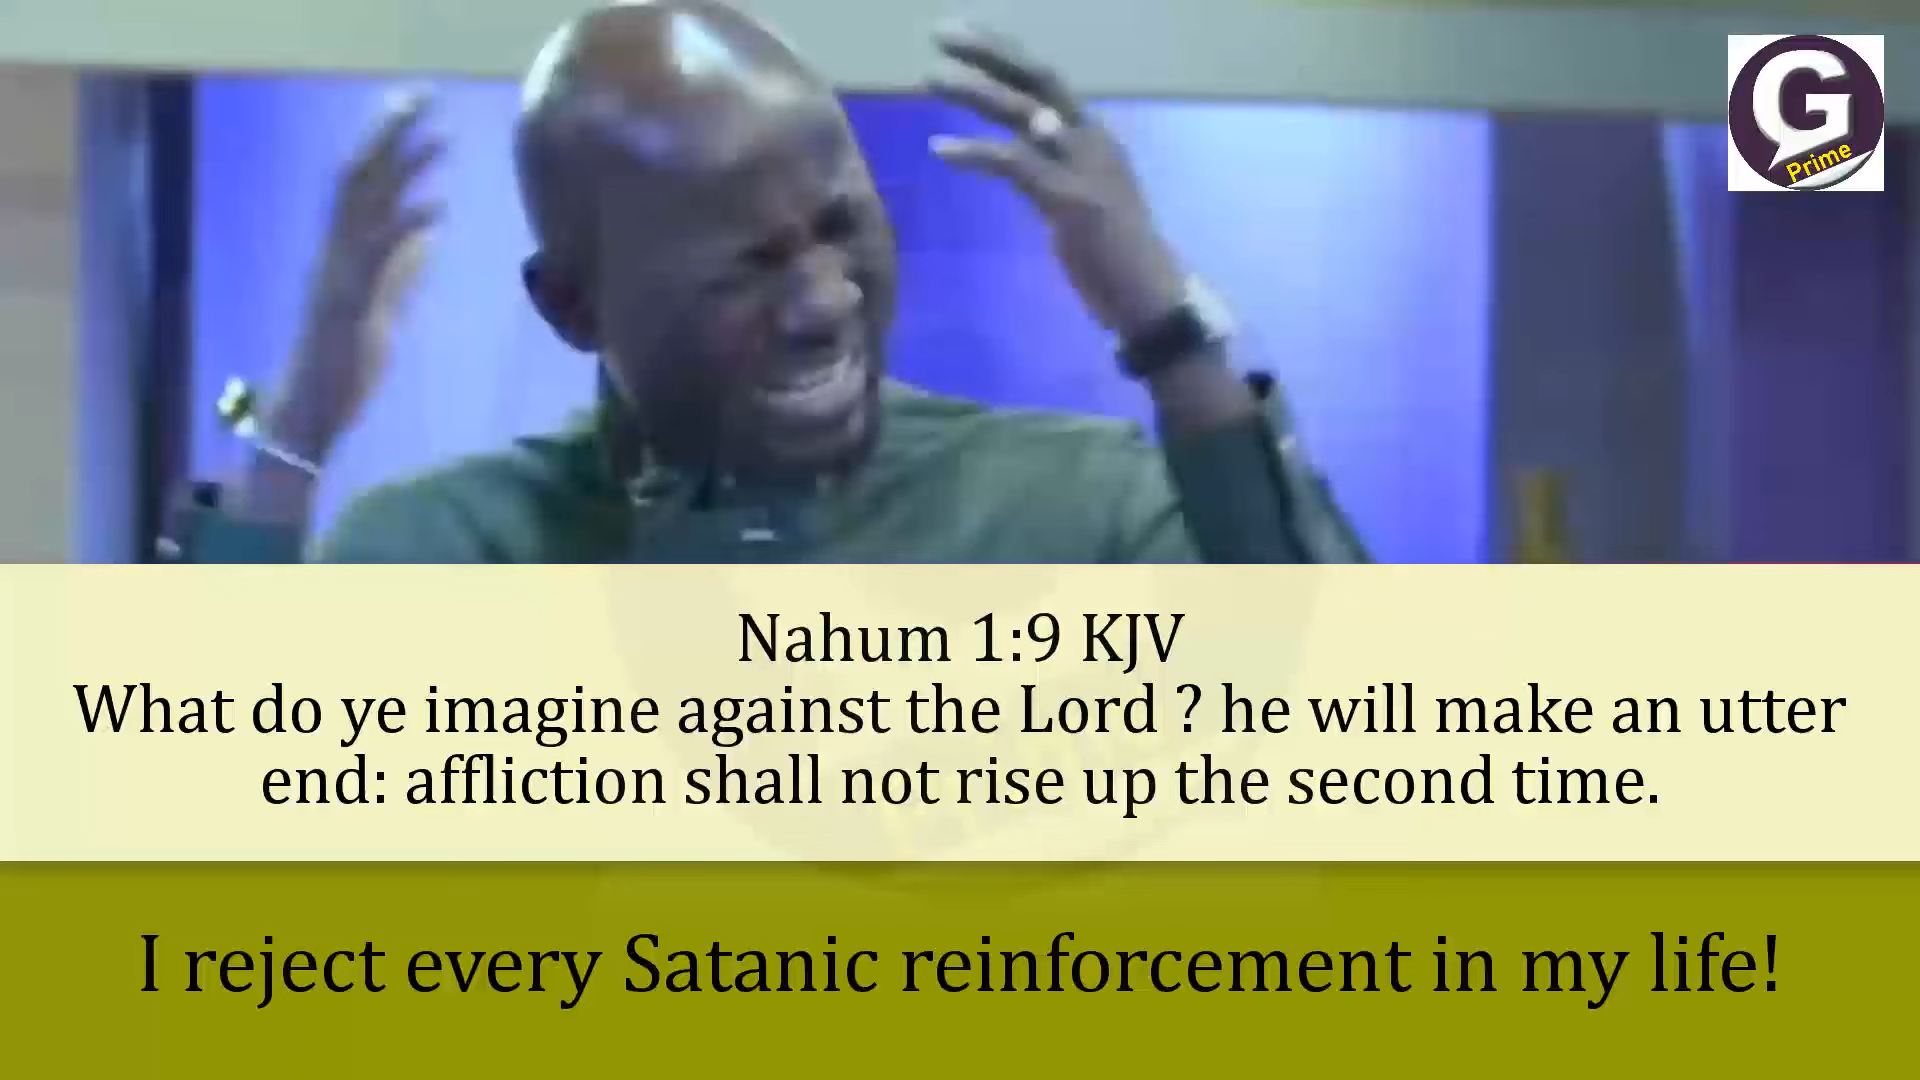 G
Prime
Nahum 1:9 KJV
What do ye imagine against the Lord ? he will make an utter
end: affliction shall not rise up the second time.
I reject every Satanic reinforcement in my life!